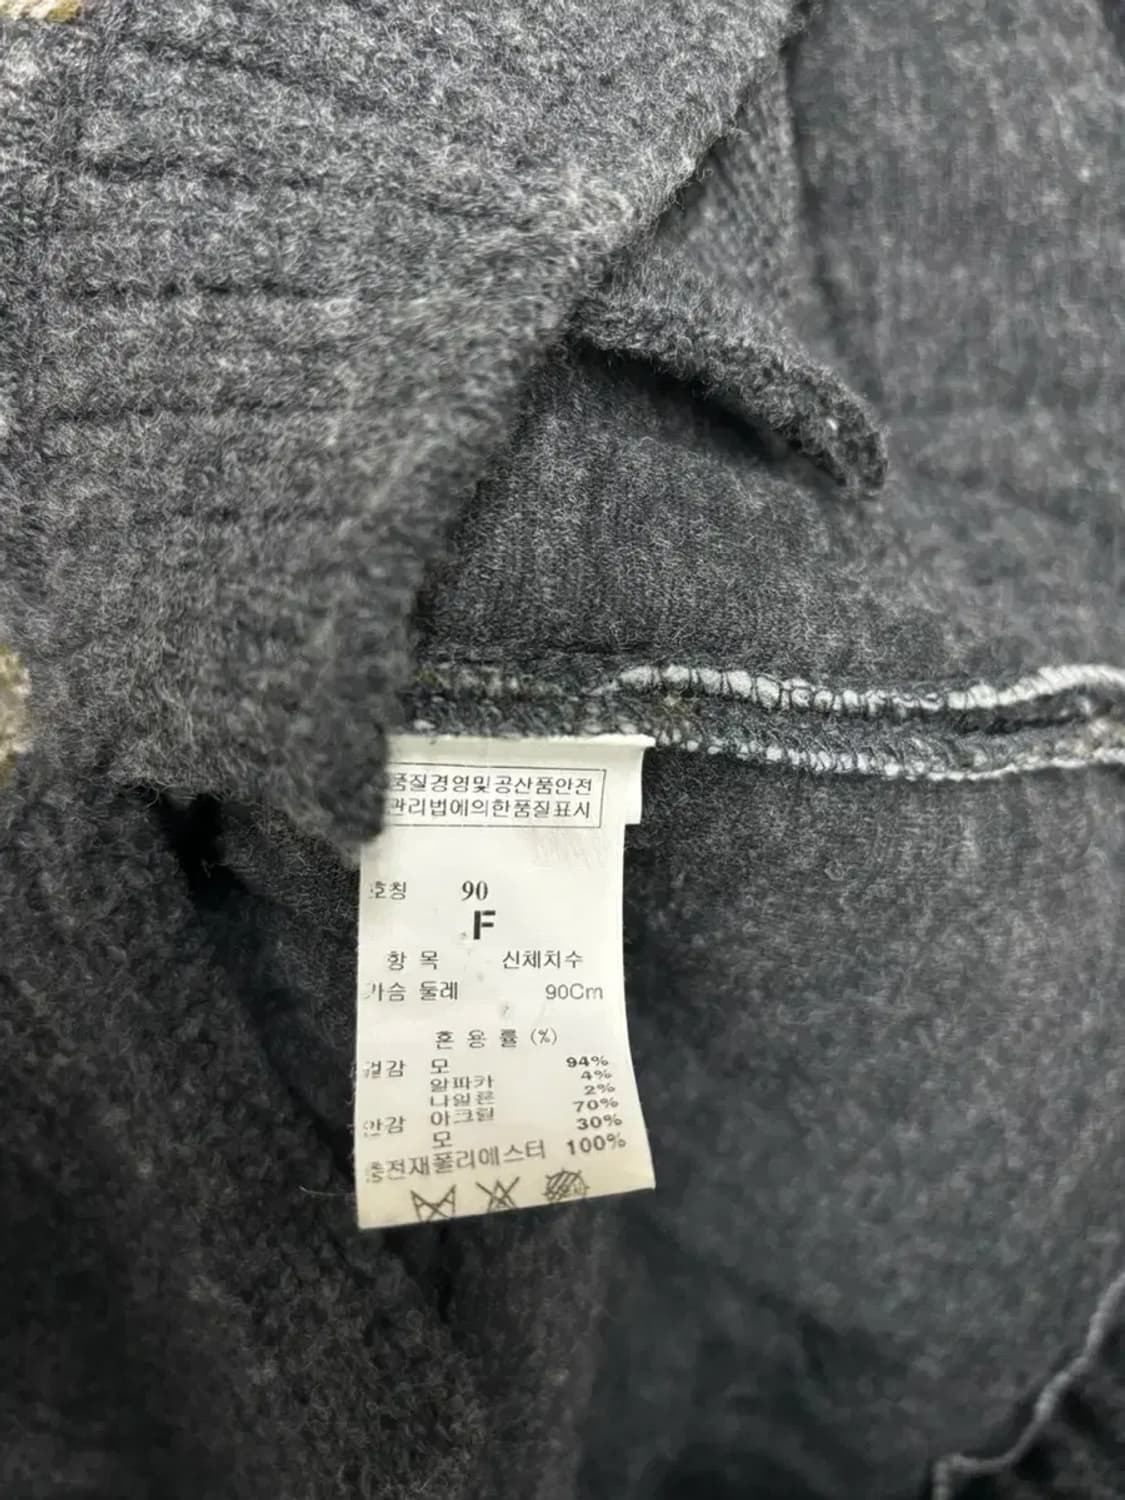 품질경영및공산품안전
관리법에의한품질표시
호칭 90
F
항 목 신체치수
가슴 둘레 90Cm
혼 용 률 (%)
겉감 모 94%
알파카 4%
나일론 2%
안감 아크릴 70%
모 30%
충전재폴리에스터 100%